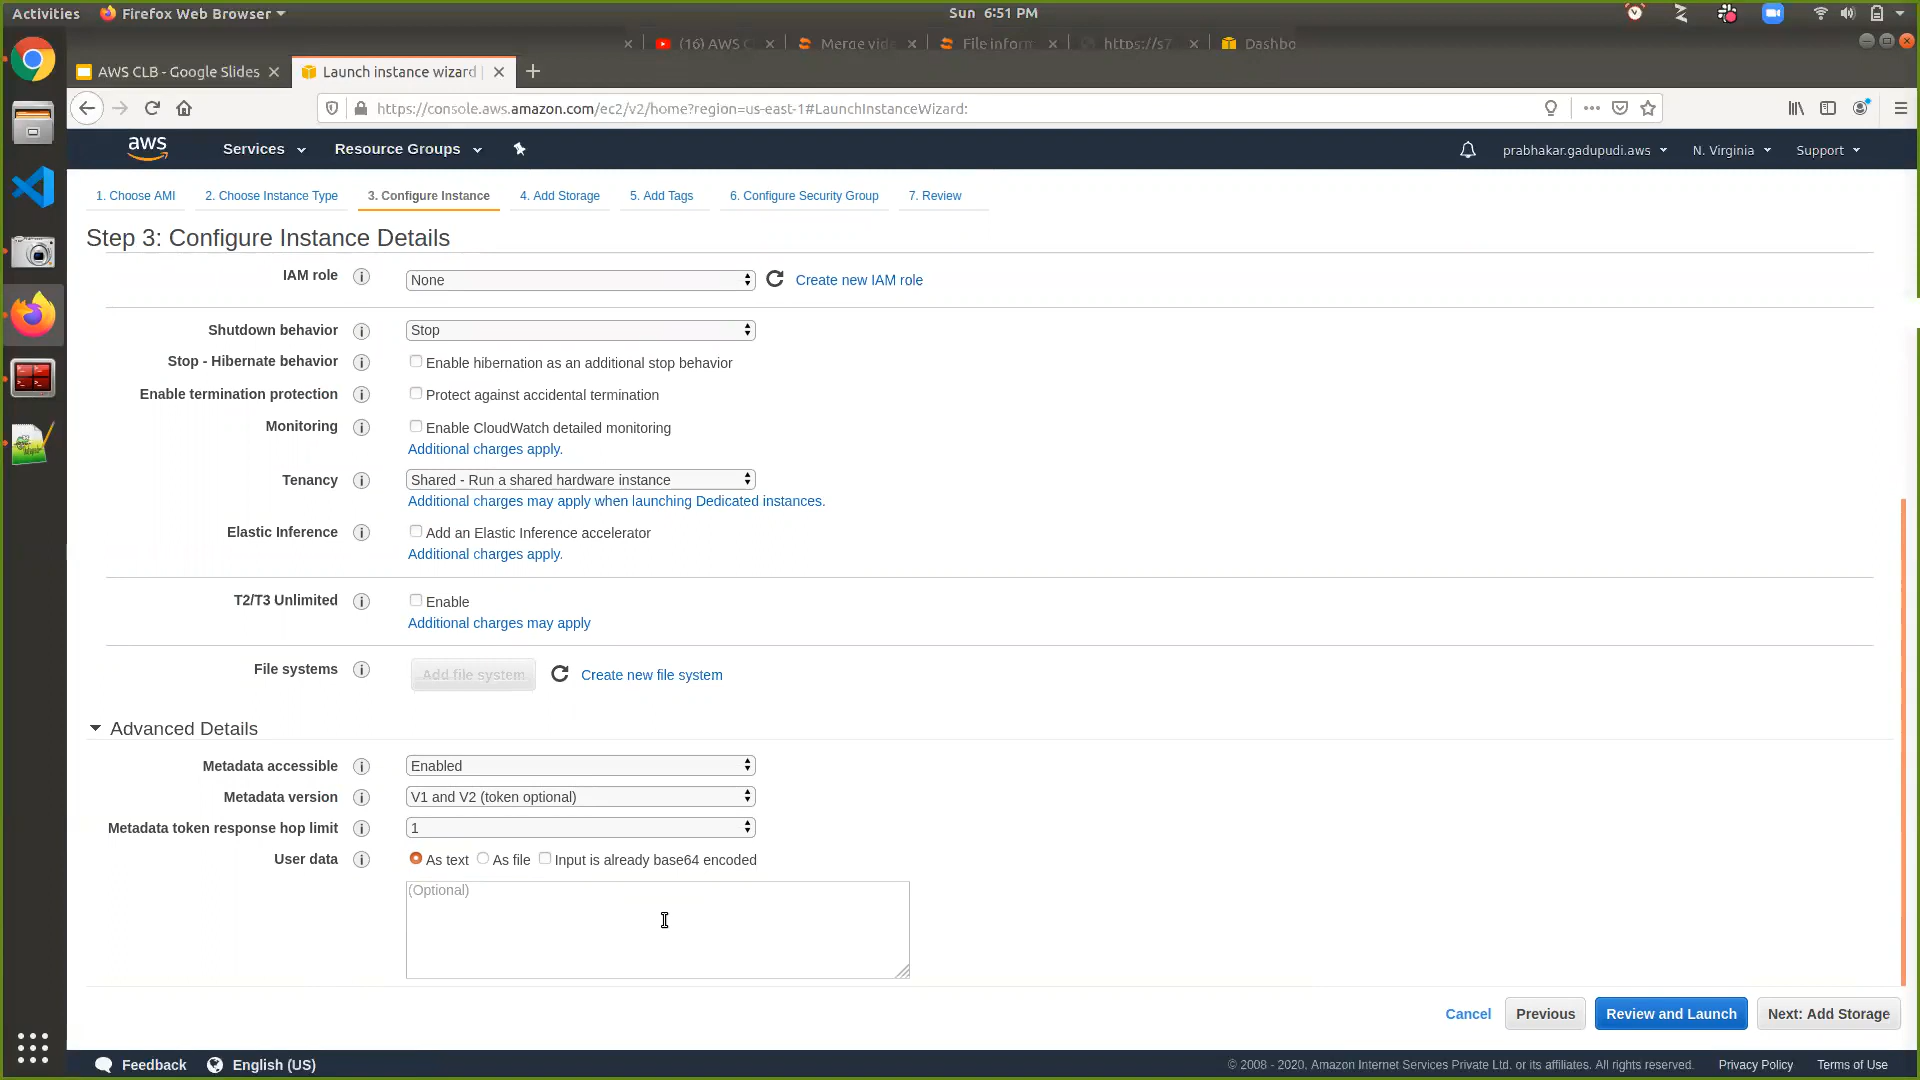 Activities Firefox Web Browser Sun 6:51 PM
(16) AWS C Merge vide File inform https://s7 Dashbo
AWS CLB - Google Slides Launch instance wizard
https://console.aws.amazon.com/ec2/v2/home?region=us-east-1#LaunchInstanceWizard:
aws Services Resource Groups prabhakar.gadupudi.aws N. Virginia Support
1. Choose AMI 2. Choose Instance Type 3. Configure Instance 4. Add Storage 5. Add Tags 6. Configure Security Group 7. Review
Step 3: Configure Instance Details
IAM role None Create new IAM role
Shutdown behavior Stop
Stop - Hibernate behavior Enable hibernation as an additional stop behavior
Enable termination protection Protect against accidental termination
Monitoring Enable CloudWatch detailed monitoring
Additional charges apply.
Tenancy Shared - Run a shared hardware instance
Additional charges may apply when launching Dedicated instances.
Elastic Inference Add an Elastic Inference accelerator
Additional charges apply.
T2/T3 Unlimited Enable
Additional charges may apply
File systems Add file system Create new file system
Advanced Details
Metadata accessible Enabled
Metadata version V1 and V2 (token optional)
Metadata token response hop limit 1
User data As text As file Input is already base64 encoded
(Optional)
Cancel Previous Review and Launch Next: Add Storage
Feedback English (US) © 2008 - 2020, Amazon Internet Services Private Ltd. or its affiliates. All rights reserved. Privacy Policy Terms of Use